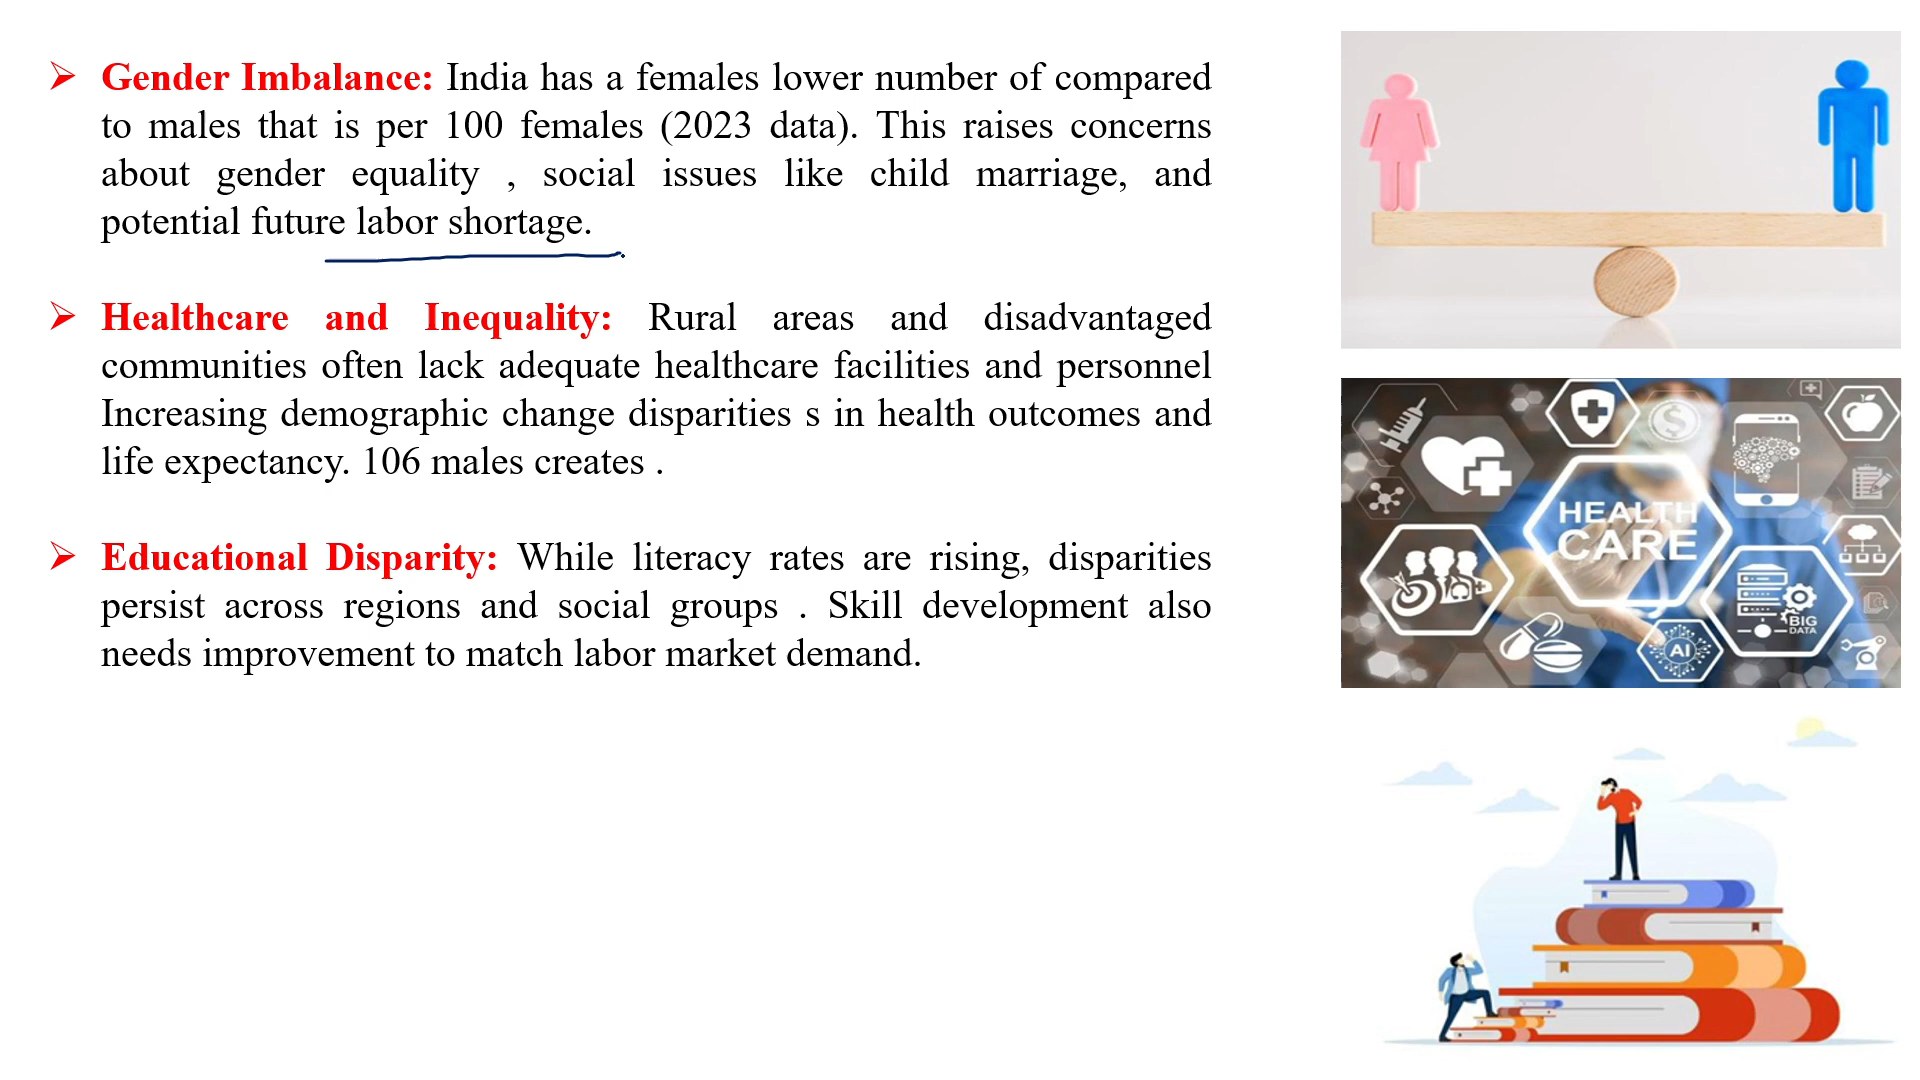 ➢ Gender Imbalance: India has a females lower number of compared
to males that is per 100 females (2023 data). This raises concerns
about gender equality , social issues like child marriage, and
potential future labor shortage.
➢ Healthcare and Inequality: Rural areas and disadvantaged
communities often lack adequate healthcare facilities and personnel
Increasing demographic change disparities s in health outcomes and
life expectancy. 106 males creates .
➢ Educational Disparity: While literacy rates are rising, disparities
persist across regions and social groups . Skill development also
needs improvement to match labor market demand.
HEALTH
CARE
BIG
DATA
AI